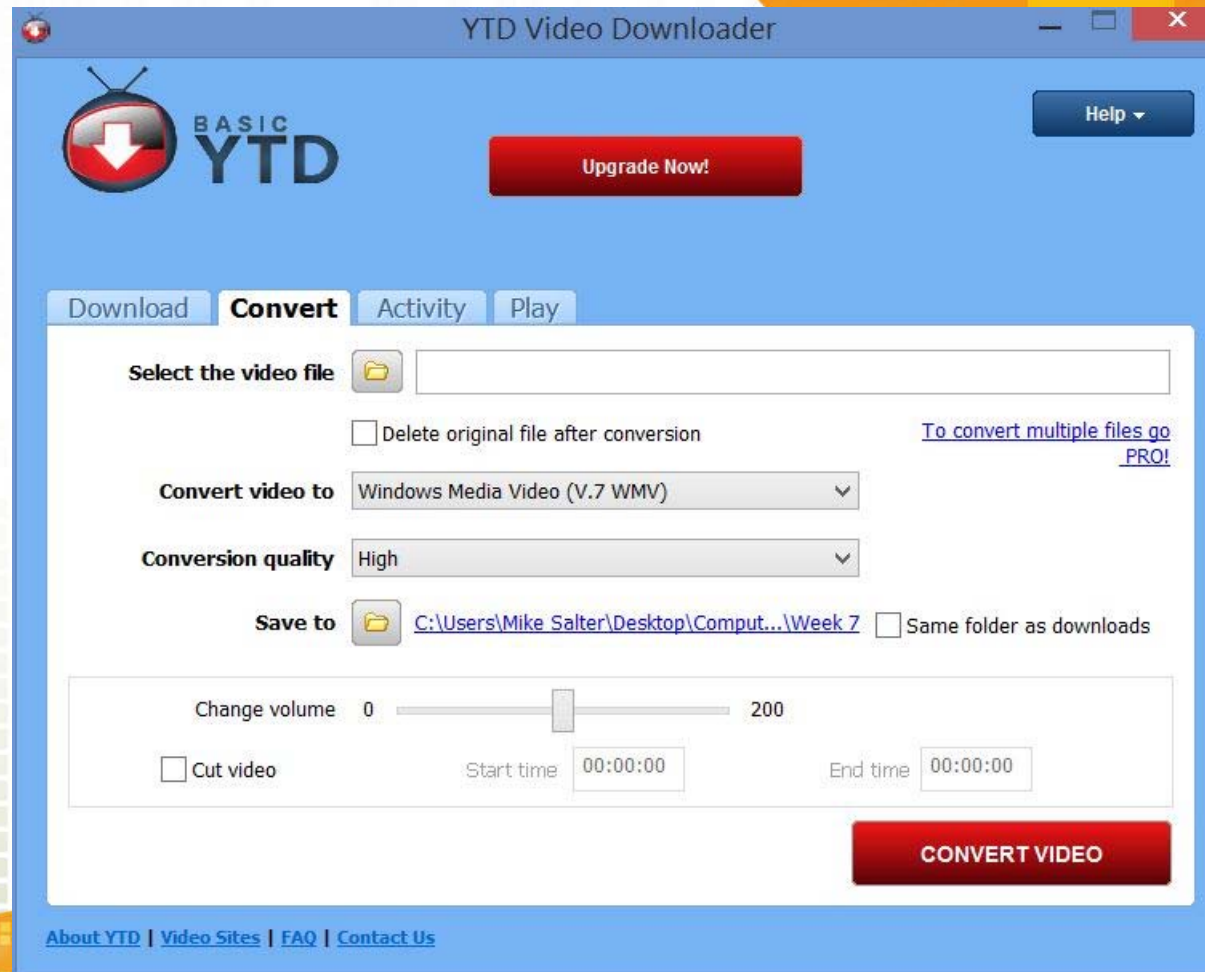 YTD Video Downloader
BASIC
YTD
Upgrade Now!
Help
Download Convert Activity Play
Select the video file
Delete original file after conversion
To convert multiple files go
PRO!
Convert video to Windows Media Video (V.7 WMV)
Conversion quality High
Save to C:\Users\Mike Salter\Desktop\Comput...\Week 7 Same folder as downloads
Change volume 0 200
Cut video Start time 00:00:00 End time 00:00:00
CONVERT VIDEO
About YTD | Video Sites | FAQ | Contact Us